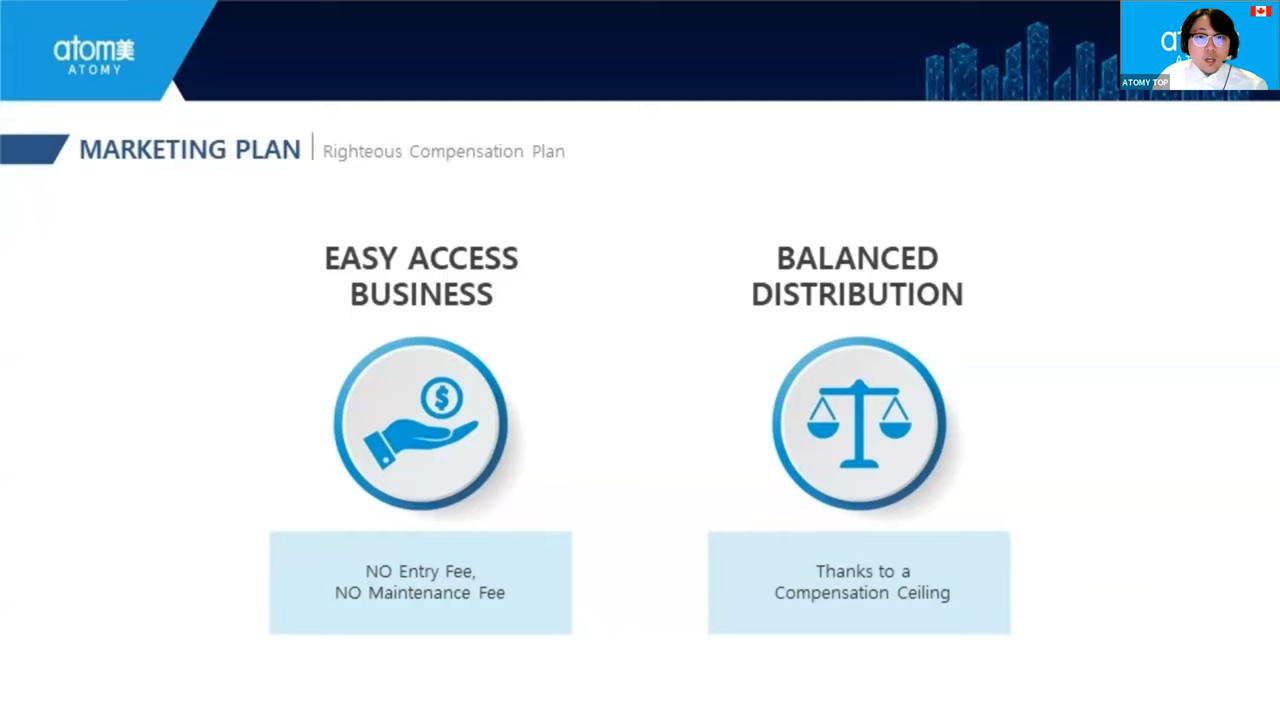 atom美
ATOMY
ATOMY TOP
MARKETING PLAN
Righteous Compensation Plan
EASY ACCESS
BUSINESS
BALANCED
DISTRIBUTION
$
NO Entry Fee,
NO Maintenance Fee
Thanks to a
Compensation Ceiling